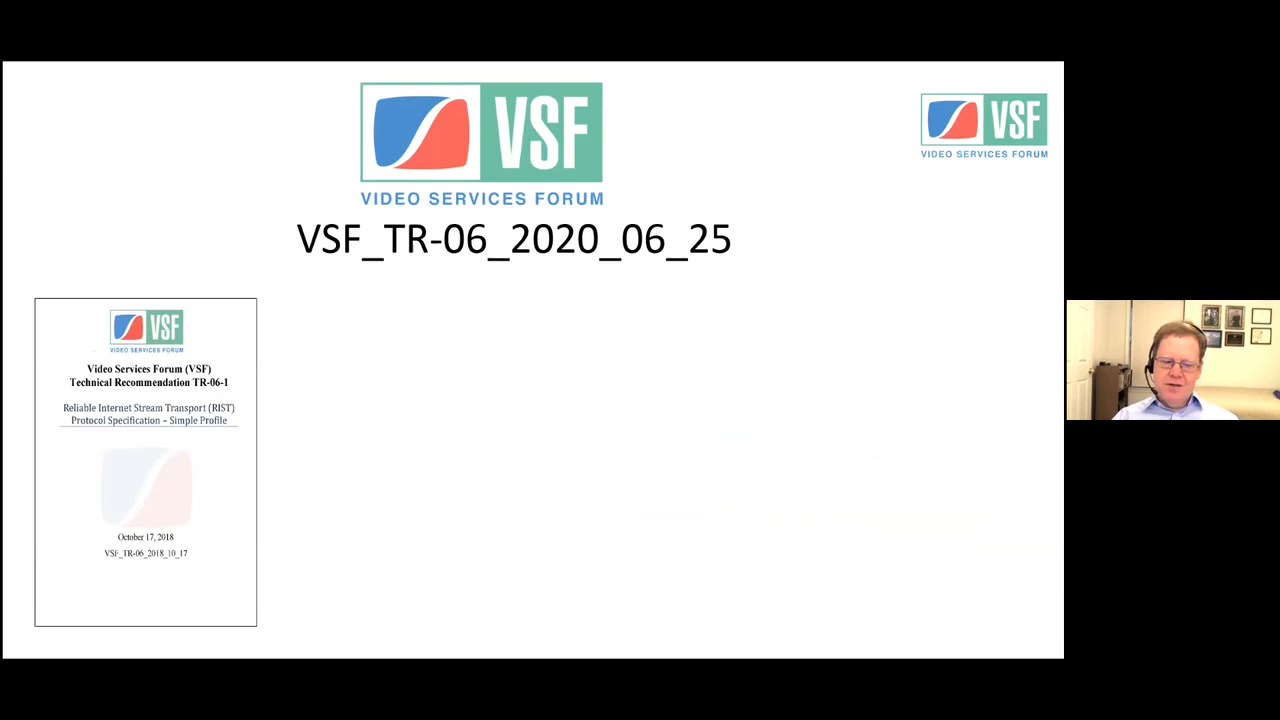 VSF
VIDEO SERVICES FORUM
VSF
VIDEO SERVICES FORUM
VSF_TR-06_2020_06_25
VSF
VIDEO SERVICES FORUM
Video Services Forum (VSF)
Technical Recommendation TR-06-1
Reliable Internet Stream Transport (RIST)
Protocol Specification – Simple Profile
October 17, 2018
VSF_TR-06_2018_10_17